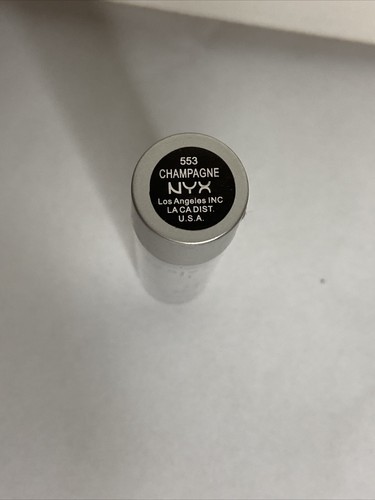 553
CHAMPAGNE
NYX
Los Angeles INC
LA CA DIST.
U.S.A.